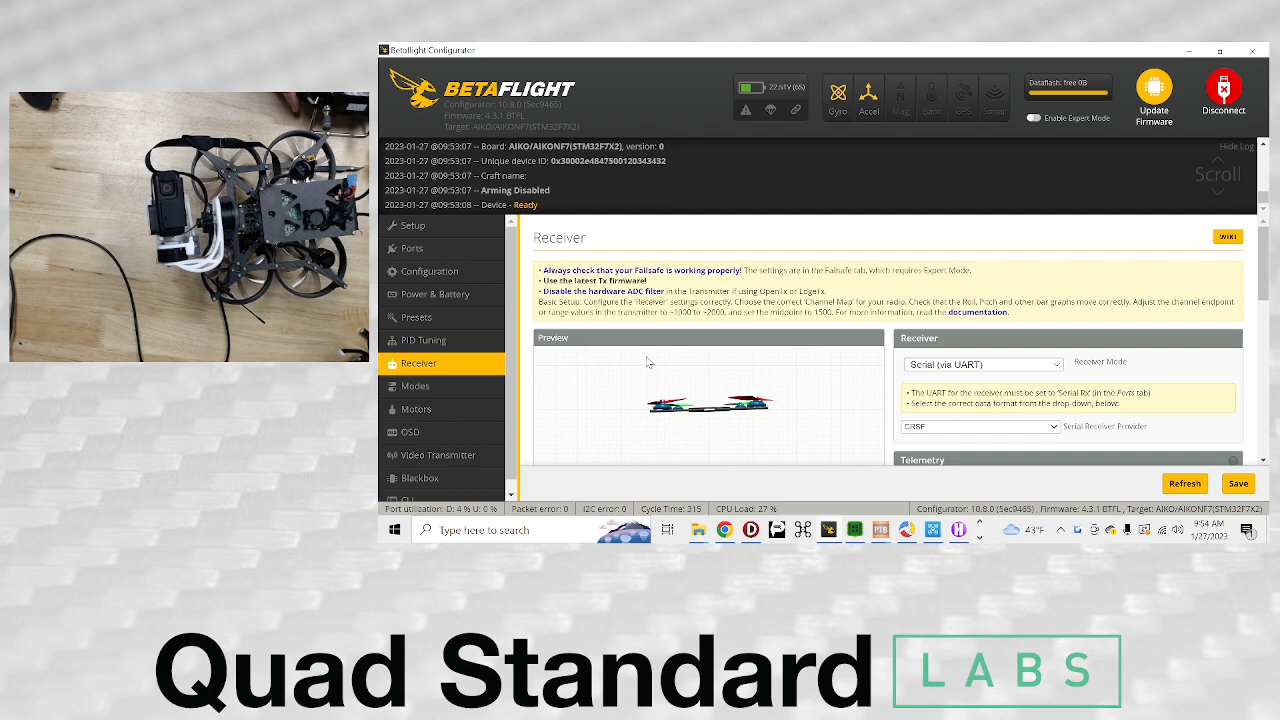 Betaflight Configurator
BETAFLIGHT
Configurator: 10.8.0 (5ec9465)
Firmware: 4.3.1 BTFL
Target: AIKO/AIKONF7(STM32F7X2)
22.51V (6S)
Gyro
Accel
Mag
Baro
GPS
Sonar
Dataflash: free 0B
Enable Expert Mode
Update
Firmware
Disconnect
2023-01-27 @09:53:07 -- Board: AIKO/AIKONF7(STM32F7X2), version: 0
2023-01-27 @09:53:07 -- Unique device ID: 0x30002e4847500120343432
2023-01-27 @09:53:07 -- Craft name:
2023-01-27 @09:53:07 -- Arming Disabled
2023-01-27 @09:53:08 -- Device - Ready
Hide Log
Scroll
Setup
Ports
Configuration
Power & Battery
Presets
PID Tuning
Receiver
Modes
Motors
OSD
Video Transmitter
Blackbox
CLI
Receiver
WIKI
• Always check that your Failsafe is working properly! The settings are in the Failsafe tab, which requires Expert Mode.
• Use the latest Tx firmware!
• Disable the hardware ADC filter in the Transmitter if using OpenTx or EdgeTx.
Basic Setup: Configure the 'Receiver' settings correctly. Choose the correct 'Channel Map' for your radio. Check that the Roll, Pitch and other bar graphs move correctly. Adjust the channel endpoint
or range values in the transmitter to ~1000 to ~2000, and set the midpoint to 1500. For more information, read the documentation.
Preview
Receiver
Serial (via UART)
Receiver Mode
• The UART for the receiver must be set to 'Serial Rx' (in the Ports tab)
• Select the correct data format from the drop-down, below:
CRSF
Serial Receiver Provider
Telemetry
Refresh
Save
Port utilization: D: 4 % U: 0 %
Packet error: 0
I2C error: 0
Cycle Time: 315
CPU Load: 27 %
Configurator: 10.8.0 (5ec9465) , Firmware: 4.3.1 BTFL , Target: AIKO/AIKONF7(STM32F7X2)
Type here to search
PTB
43°F
9:54 AM
1/27/2023
Quad Standard
LABS